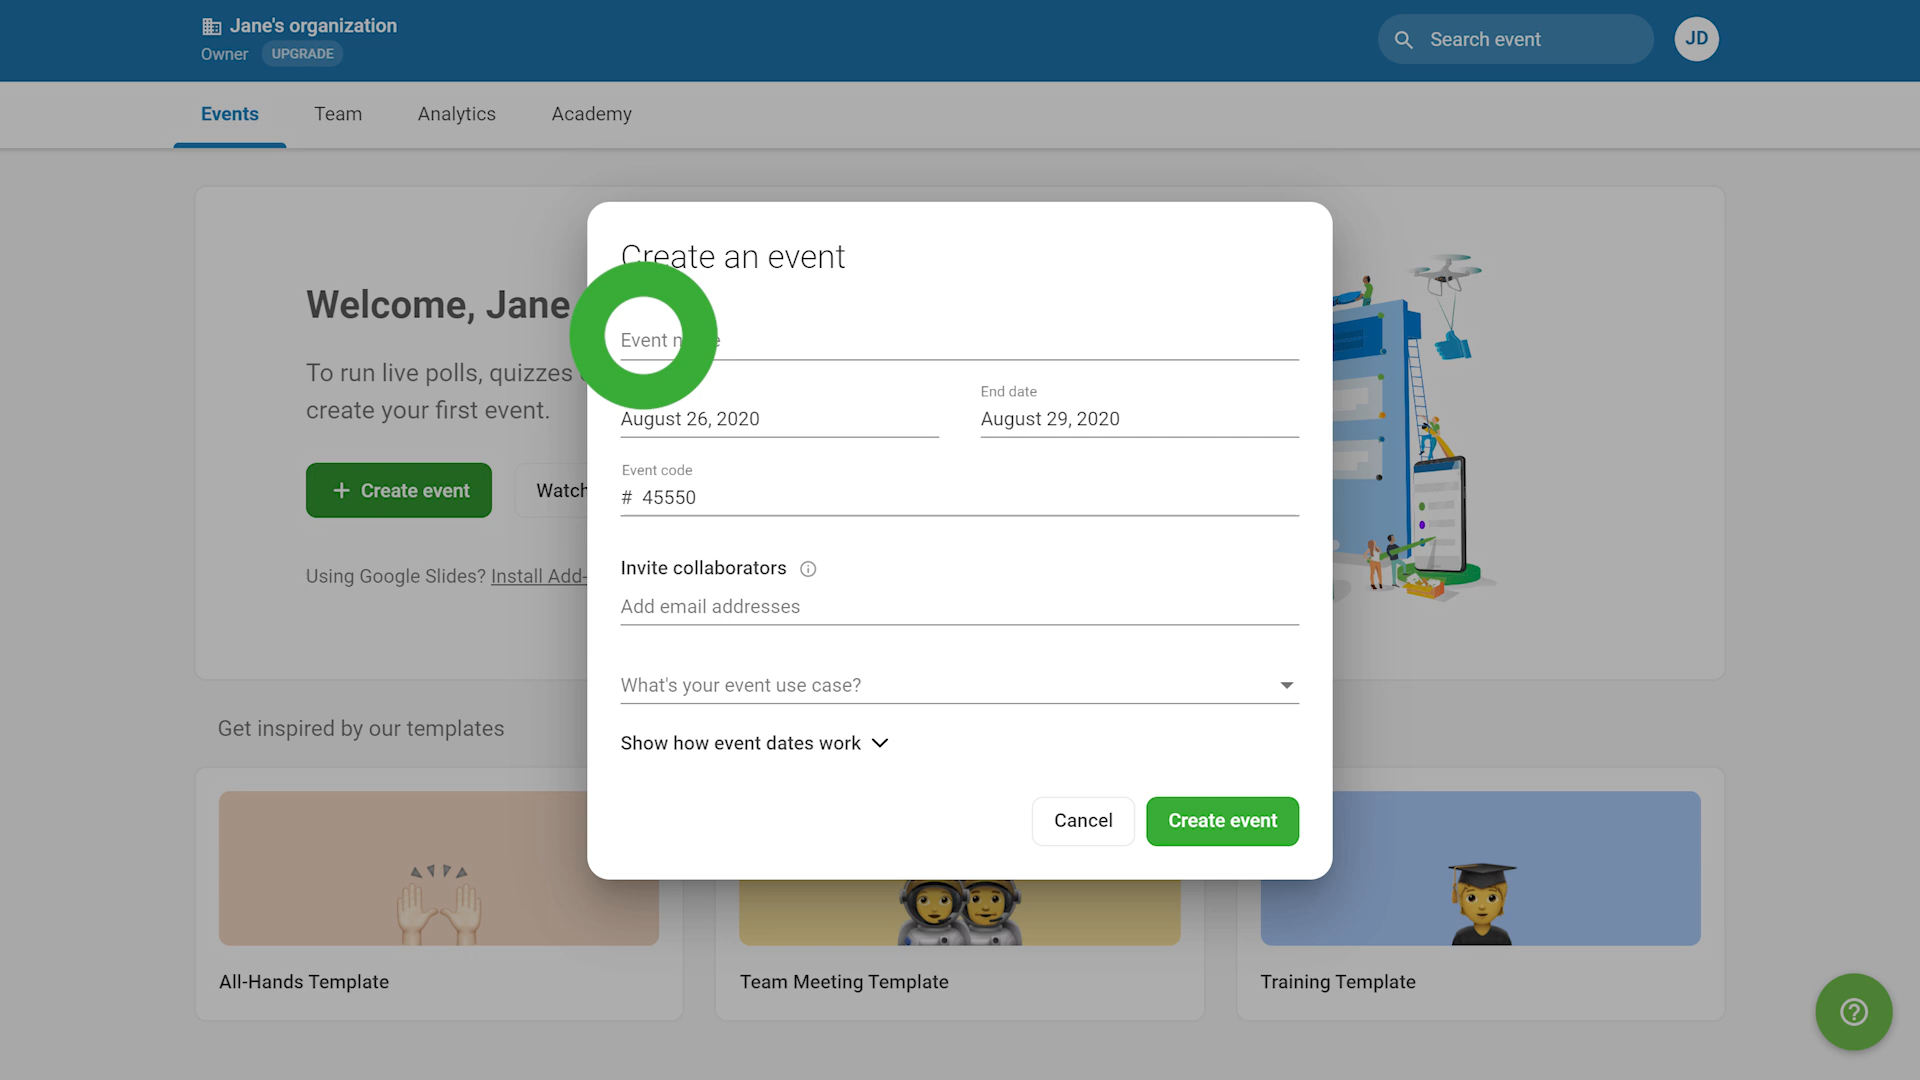 Jane's organization
Owner UPGRADE
Search event
JD
Events Team Analytics Academy
Create an event
Welcome, Jane
Event
To run live polls, quizzes
create your first event.
End date
August 26, 2020 August 29, 2020
Event code
# 45550
Create event
Watch
Using Google Slides? Install Add-
Invite collaborators
Add email addresses
What's your event use case?
Show how event dates work
Get inspired by our templates
Cancel Create event
All-Hands Template
Team Meeting Template
Training Template